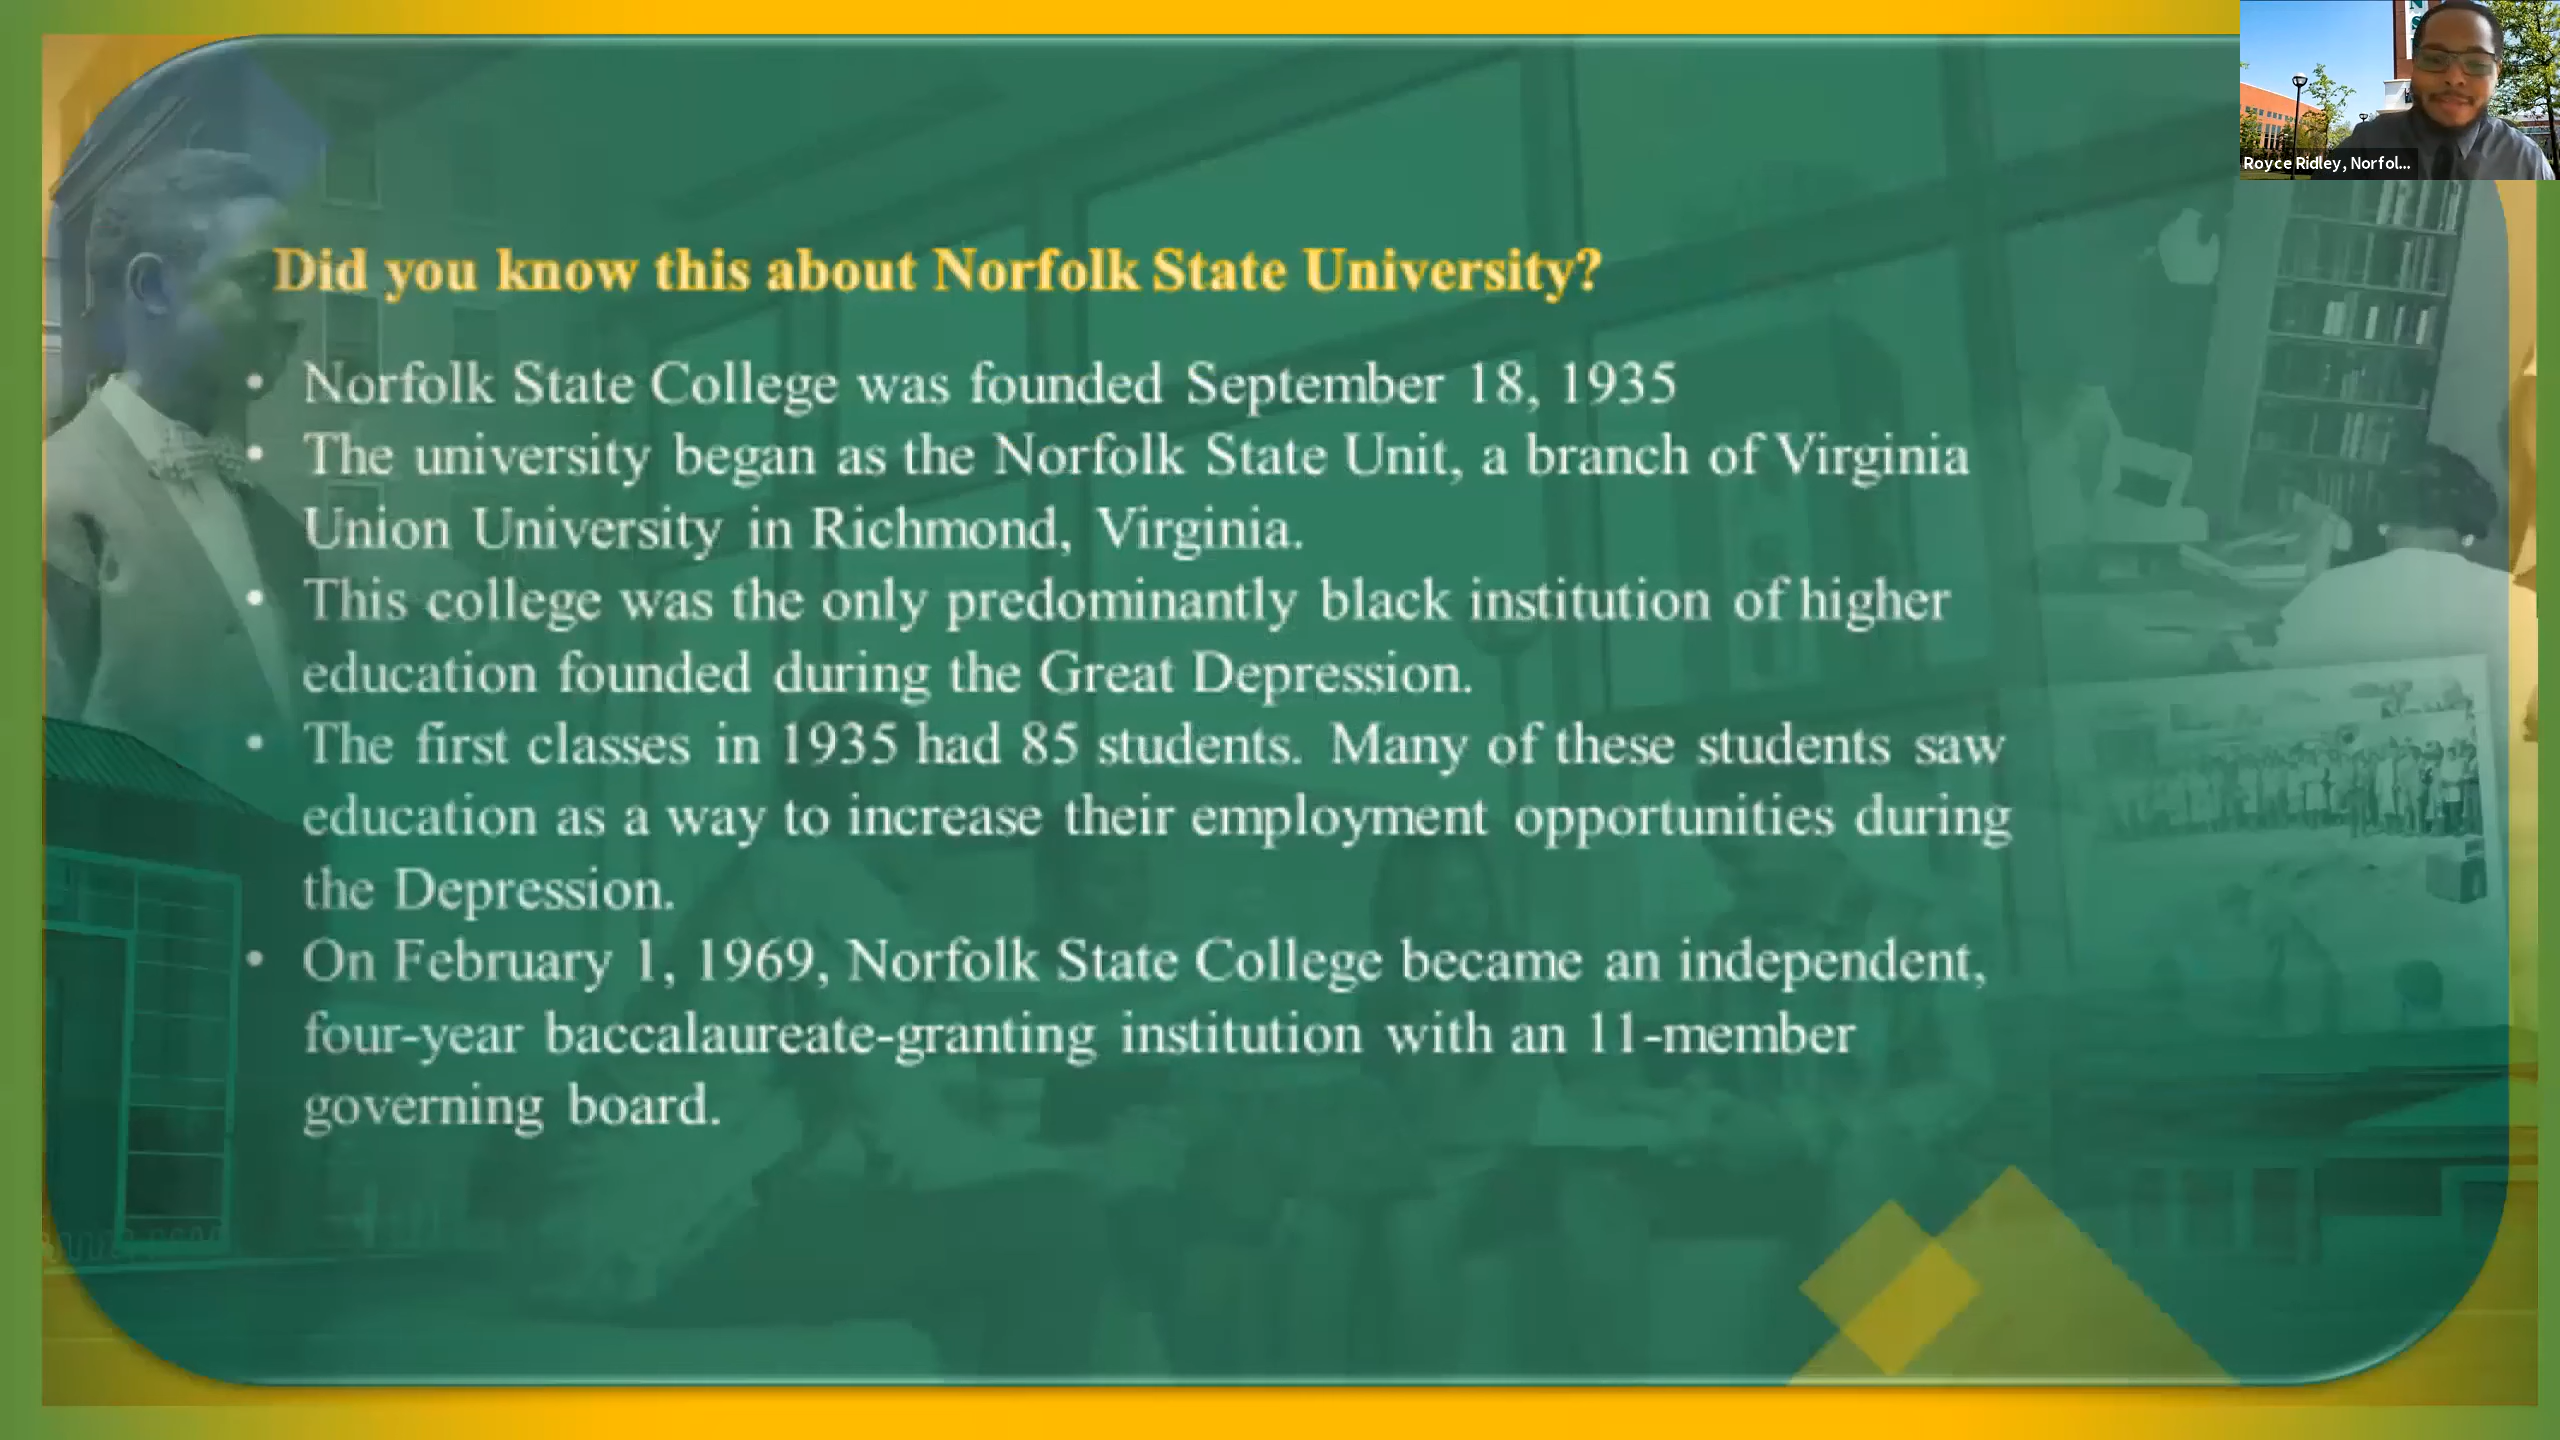 Did you know this about Norfolk State University?
• Norfolk State College was founded September 18, 1935
• The university began as the Norfolk State Unit, a branch of Virginia
Union University in Richmond, Virginia.
• This college was the only predominantly black institution of higher
education founded during the Great Depression.
• The first classes in 1935 had 85 students. Many of these students saw
education as a way to increase their employment opportunities during
the Depression.
• On February 1, 1969, Norfolk State College became an independent,
four-year baccalaureate-granting institution with an 11-member
governing board.
Royce Ridley, Norfol...